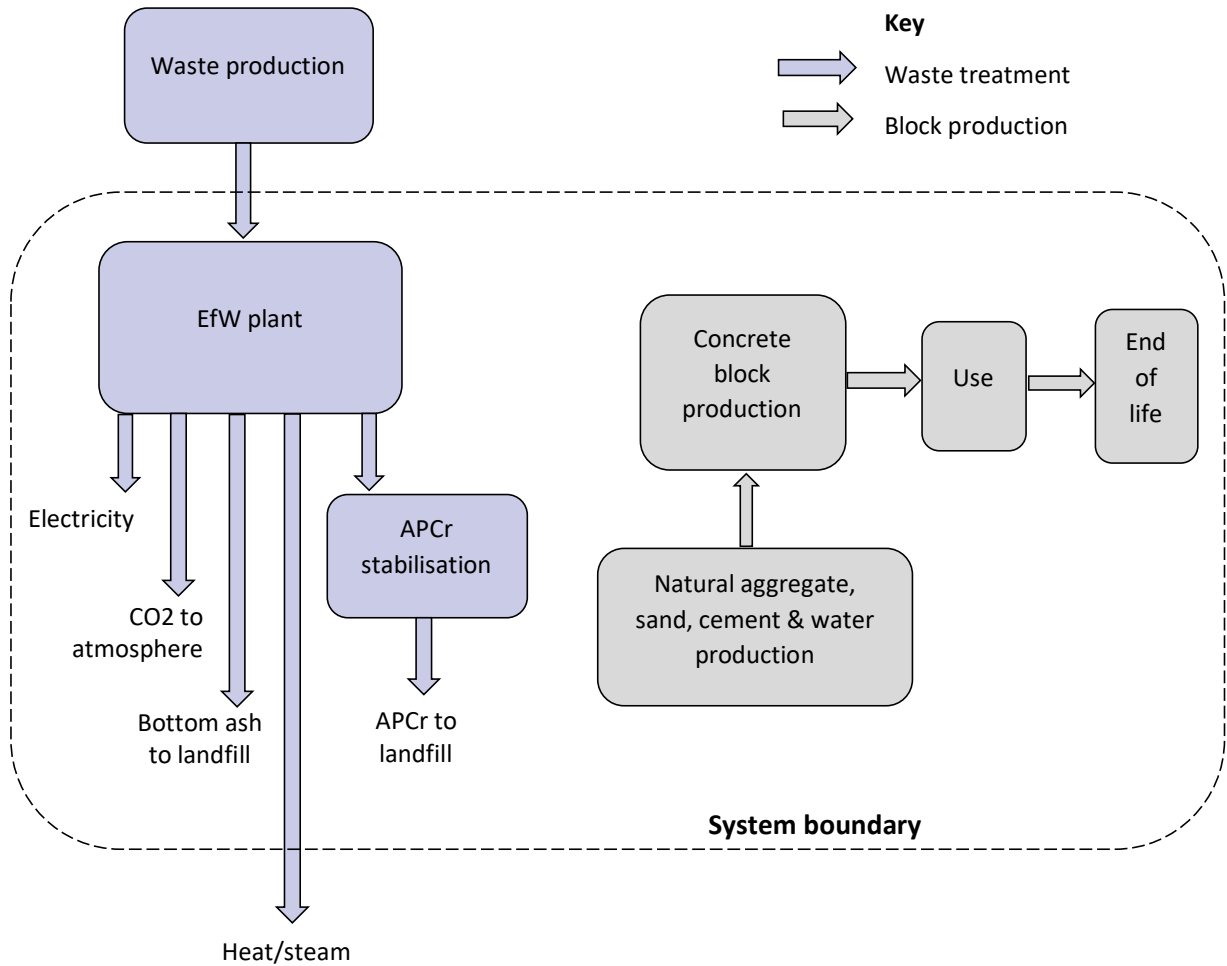 Key
Waste production
Waste treatment
Block production
EfW plant
Concrete
block
production
Use
End
of
life
Electricity
APCr
stabilisation
Natural aggregate,
sand, cement & water
production
CO2 to
atmosphere
Bottom ash
to landfill
APCr to
landfill
System boundary
Heat/steam